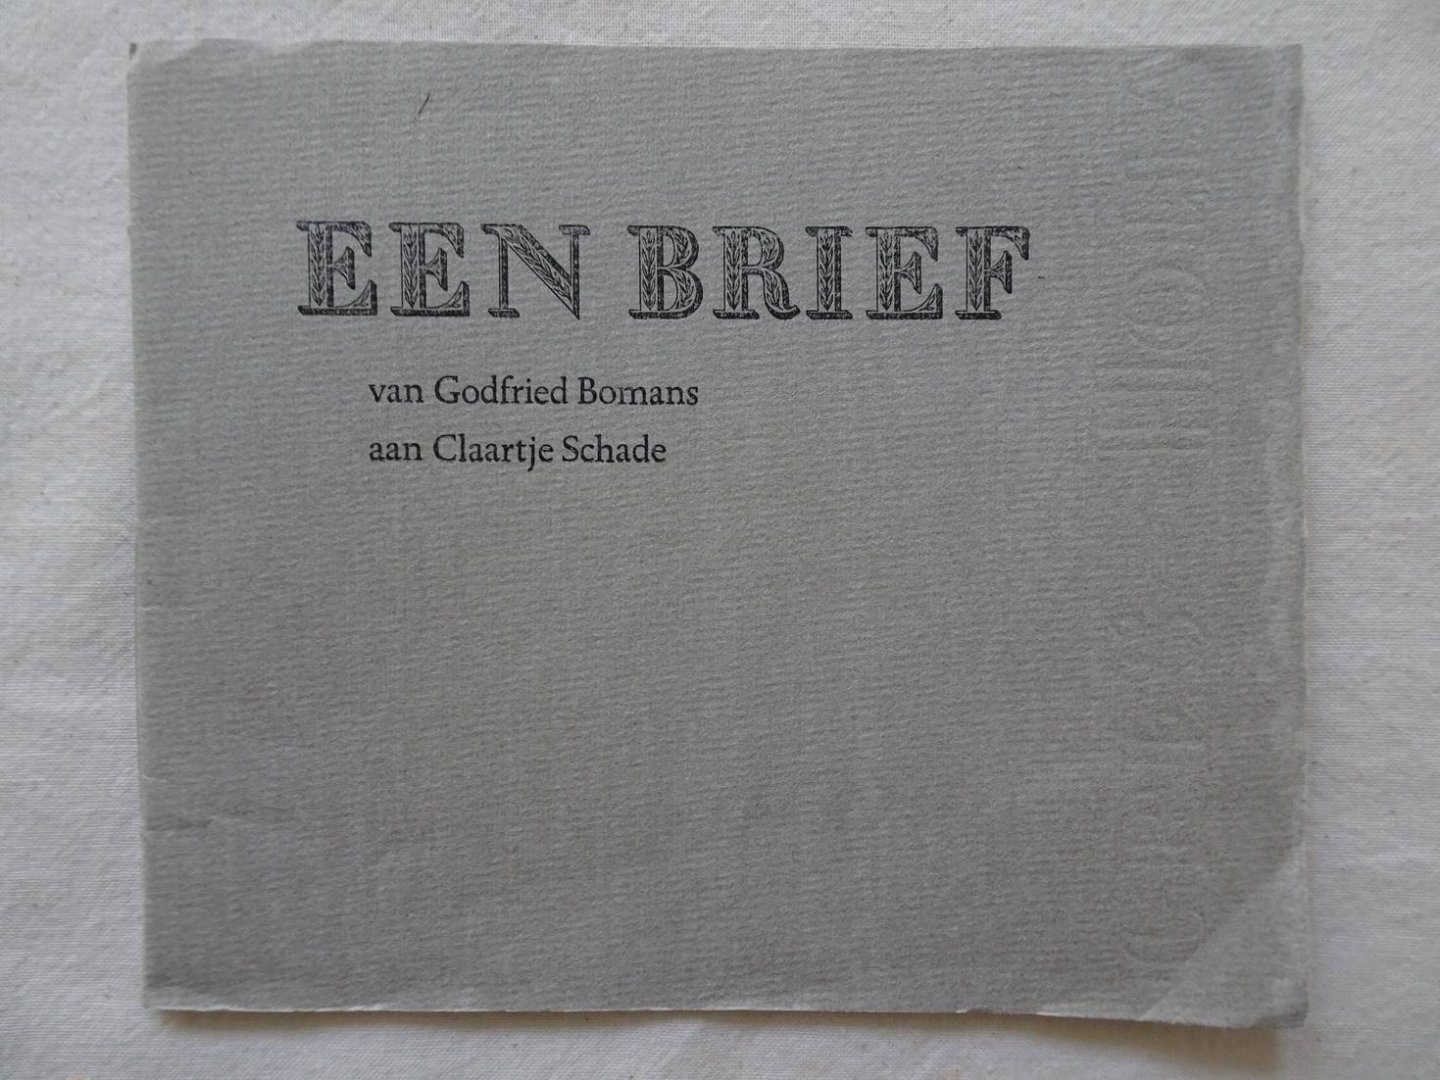 EEN BRIEF
van Godfried Bomans
aan Claartje Schade